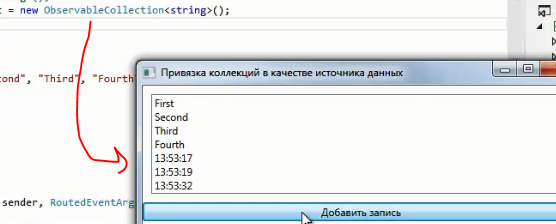 t = new ObservableCollection<string>();
ond", "Third", "Fourth
Привязка коллекций в качестве источника данных
First
Second
Third
Fourth
13:53:17
13:53:19
13:53:32
sender, RoutedEventArg
Добавить запись